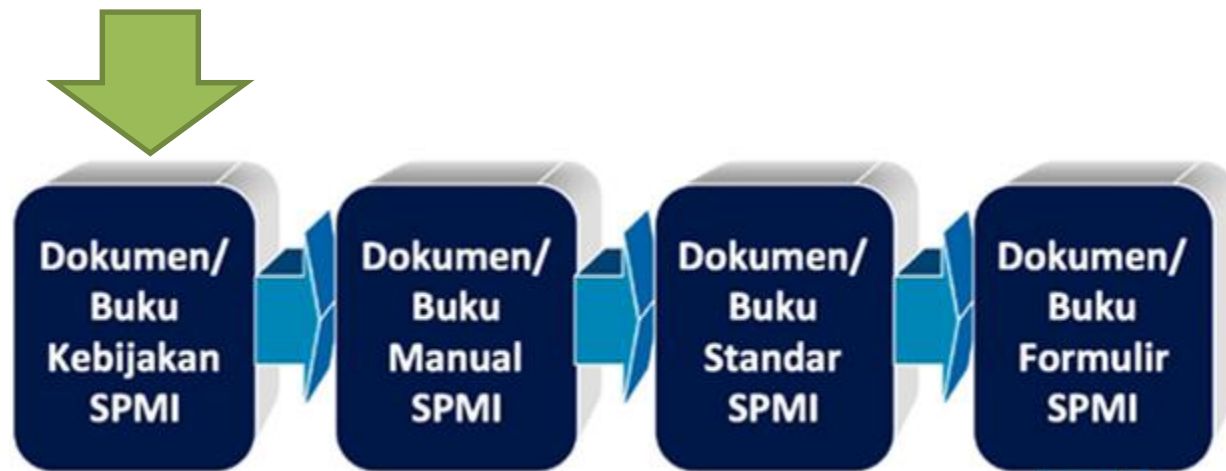 Dokumen/
Buku
Kebijakan
SPMI
Dokumen/
Buku
Manual
SPMI
Dokumen/
Buku
Standar
SPMI
Dokumen/
Buku
Formulir
SPMI